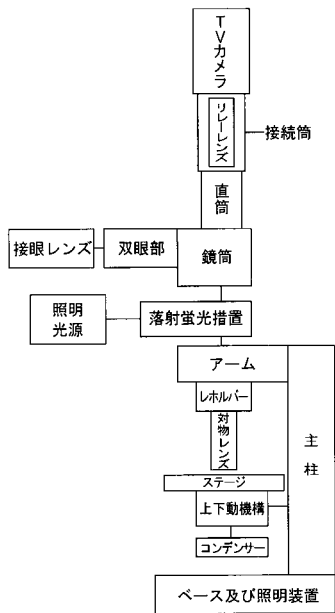 TVカメラ
リレーレンズ
接続筒
直筒
接眼レンズ
双眼部
鏡筒
照明
光源
落射蛍光措置
アーム
レホルバー
対物レンズ
主柱
ステージ
上下動機構
コンデンサー
ベース及び照明装置